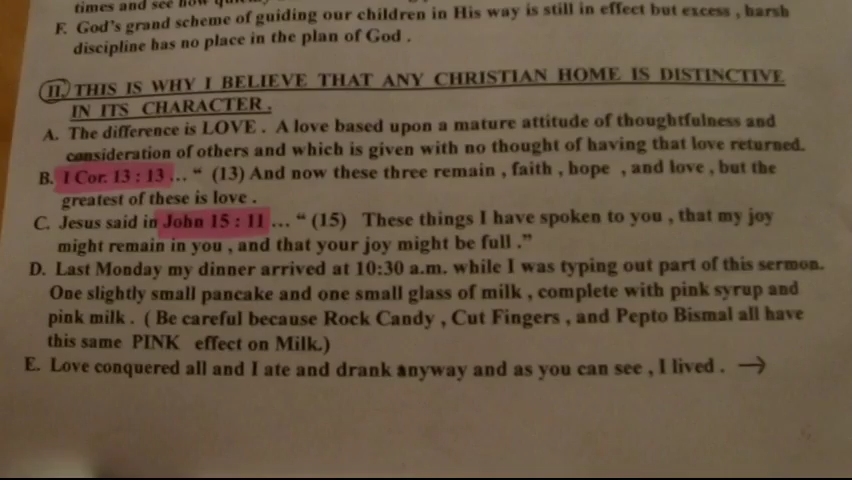 times and see how
F. God's grand scheme of guiding our children in His way is still in effect but excess , harsh
discipline has no place in the plan of God .
II. THIS IS WHY I BELIEVE THAT ANY CHRISTIAN HOME IS DISTINCTIVE
IN ITS CHARACTER .
A. The difference is LOVE . A love based upon a mature attitude of thoughtfulness and
consideration of others and which is given with no thought of having that love returned.
B. I Cor. 13 : 13 ... “ (13) And now these three remain , faith , hope , and love , but the
greatest of these is love .
C. Jesus said in John 15 : 11 ... “ (15) These things I have spoken to you , that my joy
might remain in you , and that your joy might be full .”
D. Last Monday my dinner arrived at 10:30 a.m. while I was typing out part of this sermon.
One slightly small pancake and one small glass of milk , complete with pink syrup and
pink milk . ( Be careful because Rock Candy , Cut Fingers , and Pepto Bismal all have
this same PINK effect on Milk.)
E. Love conquered all and I ate and drank anyway and as you can see , I lived . →